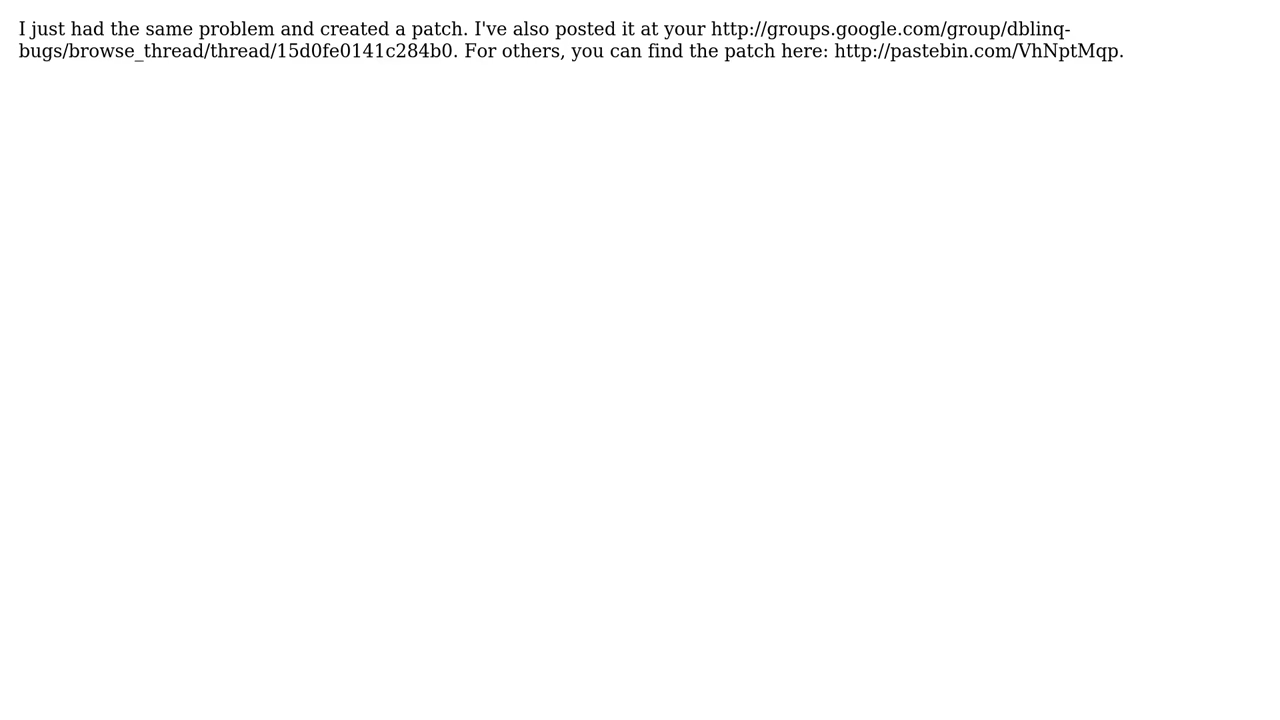 I just had the same problem and created a patch. I've also posted it at your http://groups.google.com/group/dblinq-
bugs/browse_thread/thread/15d0fe0141c284b0. For others, you can find the patch here: http://pastebin.com/VhNptMqp.